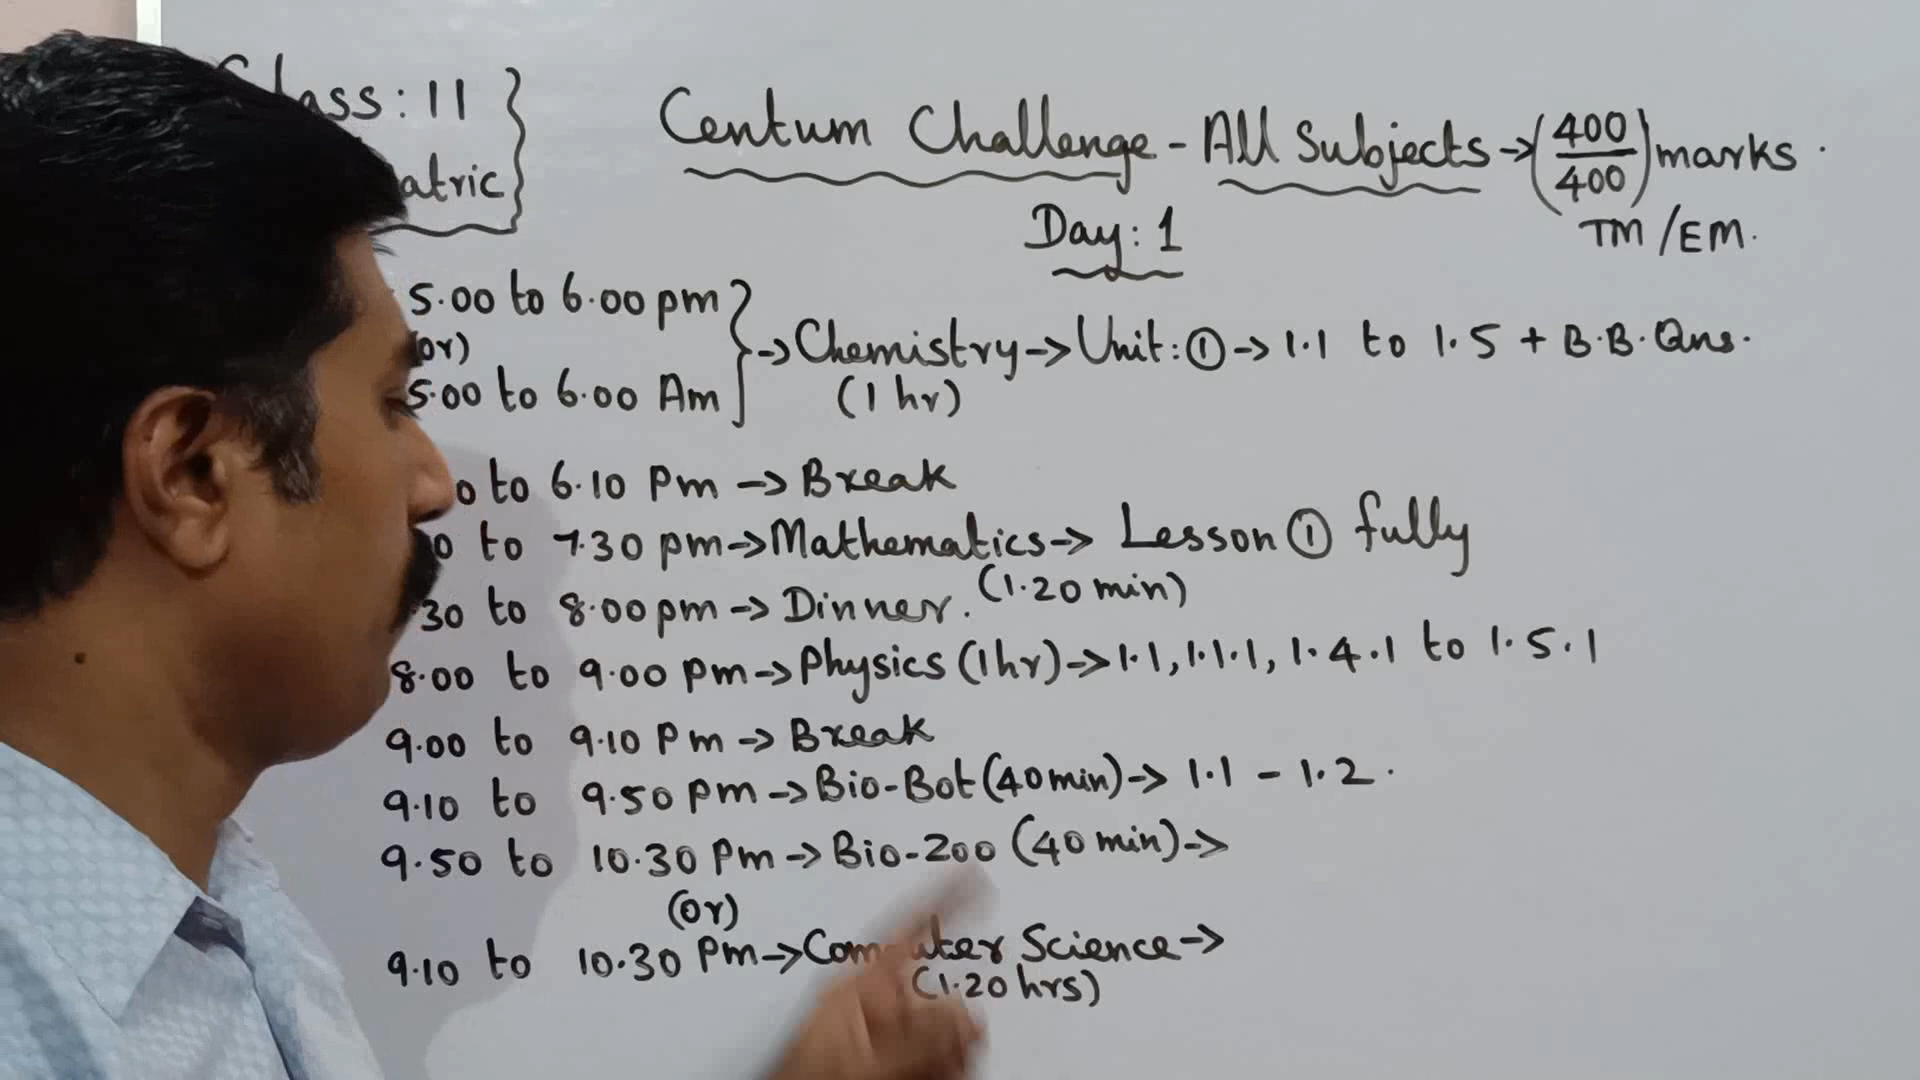 Class: 11
atric
Centum Challenge - All Subjects → (400/400) marks.
TM/EM.
Day: 1
5.00 to 6.00 pm
(or)
5.00 to 6.00 Am
→ Chemistry → Unit: ① → 1.1 to 1.5 + B.B. Qns.
(1 hr)
0 to 6.10 Pm → Break
0 to 7.30 pm → Mathematics → Lesson ① fully
(1.20 min)
30 to 8.00 pm → Dinner.
8.00 to 9.00 Pm → Physics (1hr) → 1.1, 1.1.1, 1.4.1 to 1.5.1
9.00 to 9.10 Pm → Break
9.10 to 9.50 pm → Bio-Bot (40 min) → 1.1 - 1.2.
9.50 to 10.30 Pm → Bio-Zoo (40 min) →
(or)
9.10 to 10.30 Pm → Computer Science →
(1.20 hrs)